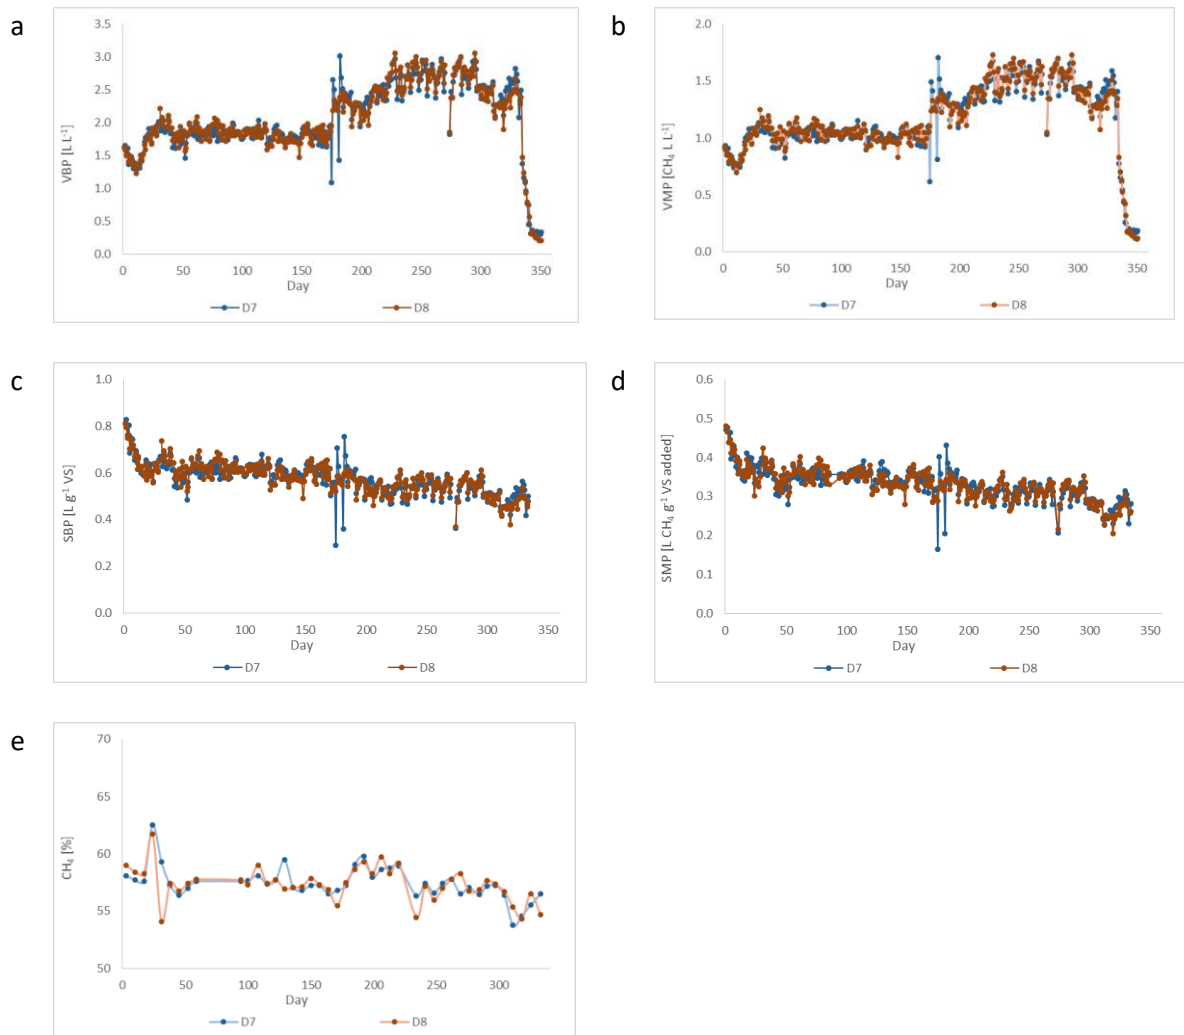 a
VBP [L L⁻¹]
3.5
3.0
2.5
2.0
1.5
1.0
0.5
0.0
0 50 100 150 200 250 300 350
Day
D7 D8
b
VMP [CH₄ L L⁻¹]
2.0
1.5
1.0
0.5
0.0
0 50 100 150 200 250 300 350
Day
D7 D8
c
SBP [L g⁻¹ VS]
1.0
0.8
0.6
0.4
0.2
0.0
0 50 100 150 200 250 300 350
Day
D7 D8
d
SMP [L CH₄ g⁻¹ VS added]
0.6
0.5
0.4
0.3
0.2
0.1
0.0
0 50 100 150 200 250 300 350
Day
D7 D8
e
CH₄ [%]
70
65
60
55
50
0 50 100 150 200 250 300
Day
D7 D8